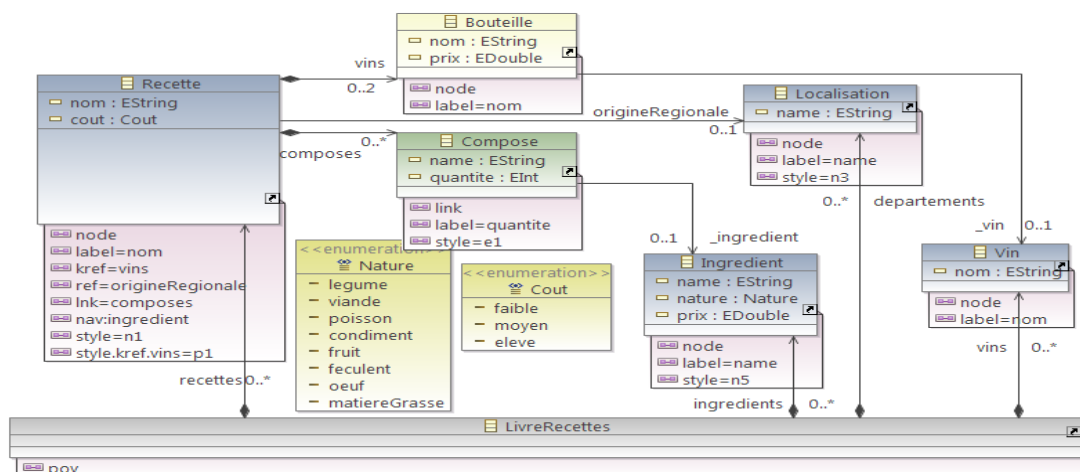 Bouteille
nom : EString
prix : EDouble
node
label=nom
vins
0..2
Recette
nom : EString
cout : Cout
node
label=nom
kref=vins
ref=origineRegionale
lnk=composes
nav:ingredient
style=n1
style.kref.vins=p1
composes
0..*
Compose
name : EString
quantite : EInt
link
label=quantite
style=e1
origineRegionale
0..1
Localisation
name : EString
node
label=name
style=n3
0..*
departements
<<enumeration>>
Nature
legume
viande
poisson
condiment
fruit
feculent
oeuf
matiereGrasse
<<enumeration>>
Cout
faible
moyen
eleve
0..1
_ingredient
Ingredient
name : EString
nature : Nature
prix : EDouble
node
label=name
style=n5
_vin
0..1
Vin
nom : EString
node
label=nom
recettes
0..*
ingredients
0..*
vins
0..*
LivreRecettes
pov